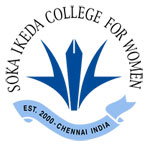 SOKA IKEDA COLLEGE FOR WOMEN
EST. 2000-CHENNAI INDIA